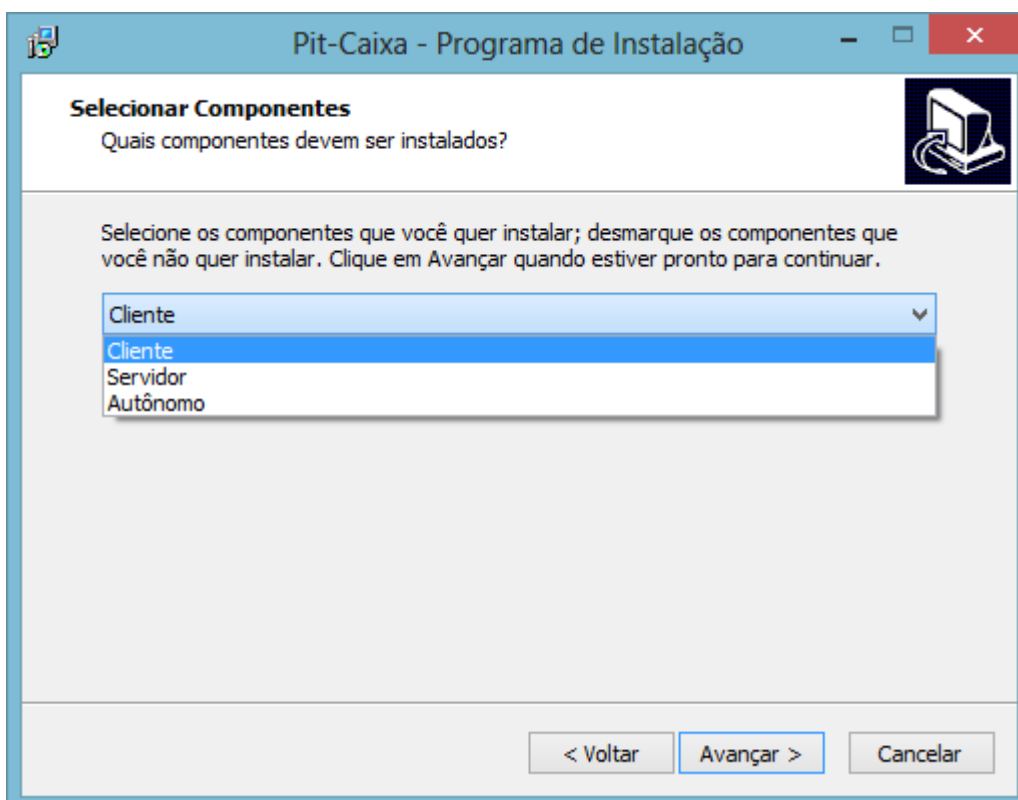 Pit-Caixa - Programa de Instalação
Selecionar Componentes
Quais componentes devem ser instalados?
Selecione os componentes que você quer instalar; desmarque os componentes que
você não quer instalar. Clique em Avançar quando estiver pronto para continuar.
Cliente
Cliente
Servidor
Autônomo
< Voltar
Avançar >
Cancelar